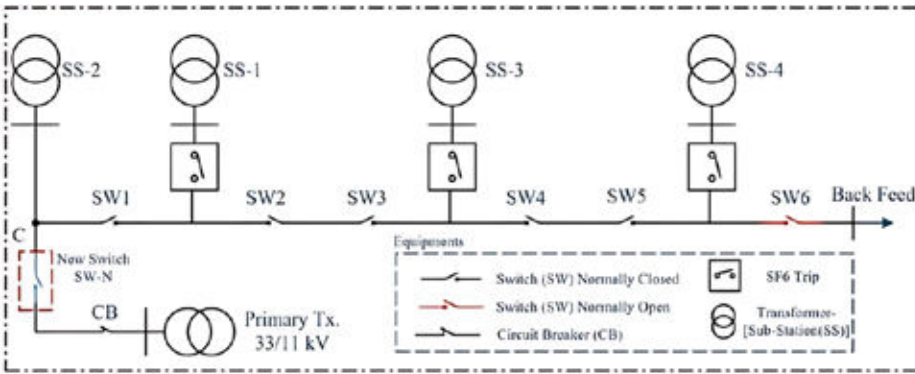 SS-2
SS-1
SS-3
SS-4
SW1
SW2
SW3
SW4
SW5
SW6
Back Feed
C
New Switch
SW-N
CB
Primary Tx.
33/11 kV
Equipments
Switch (SW) Normally Closed
Switch (SW) Normally Open
Circuit Breaker (CB)
SF6 Trip
Transformer-
[Sub-Station(SS)]